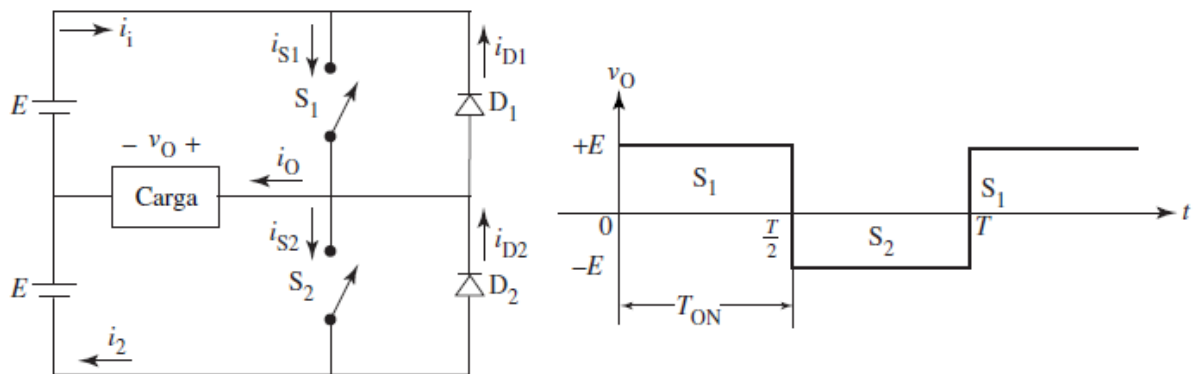 i_i
i_S1
i_D1
E
S_1
D_1
- v_O +
i_O
Carga
i_S2
i_D2
E
S_2
D_2
i_2
v_O
+E
S_1
S_1
0
T/2
T
t
S_2
-E
T_ON